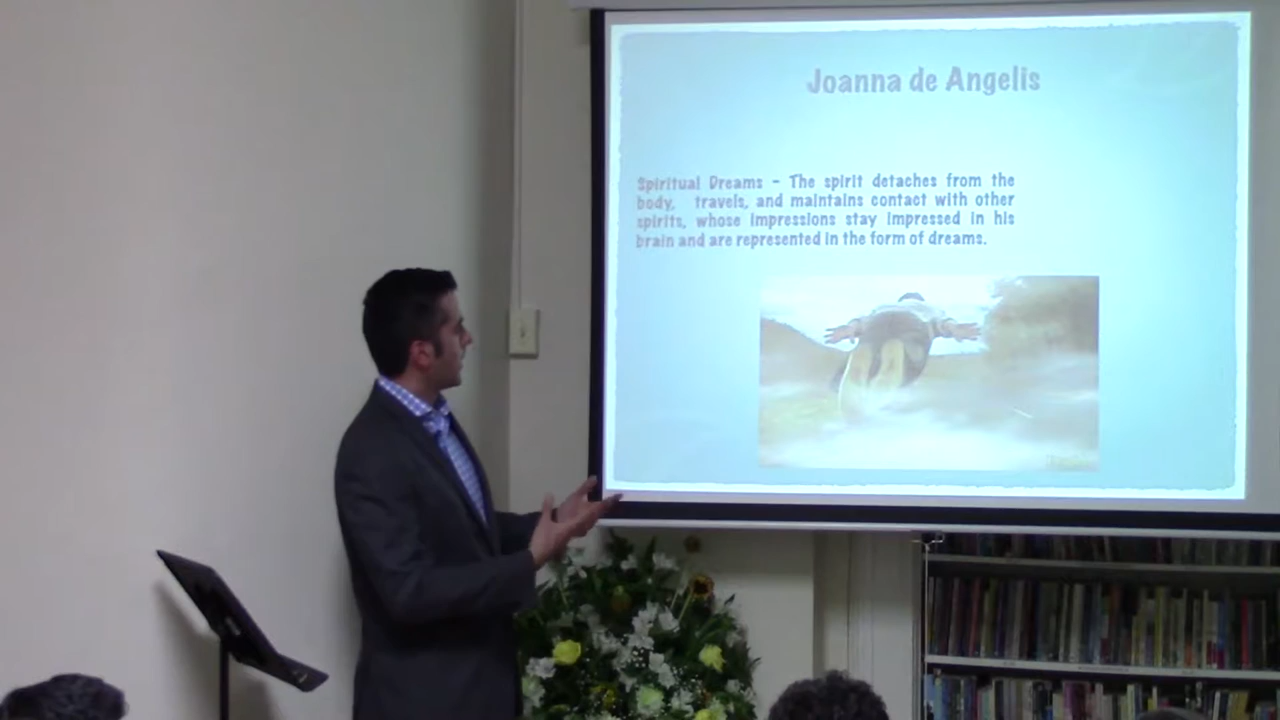 Joanna de Angelis
Spiritual Dreams - The spirit detaches from the
body, travels, and maintains contact with other
spirits, whose impressions stay impressed in his
brain and are represented in the form of dreams.